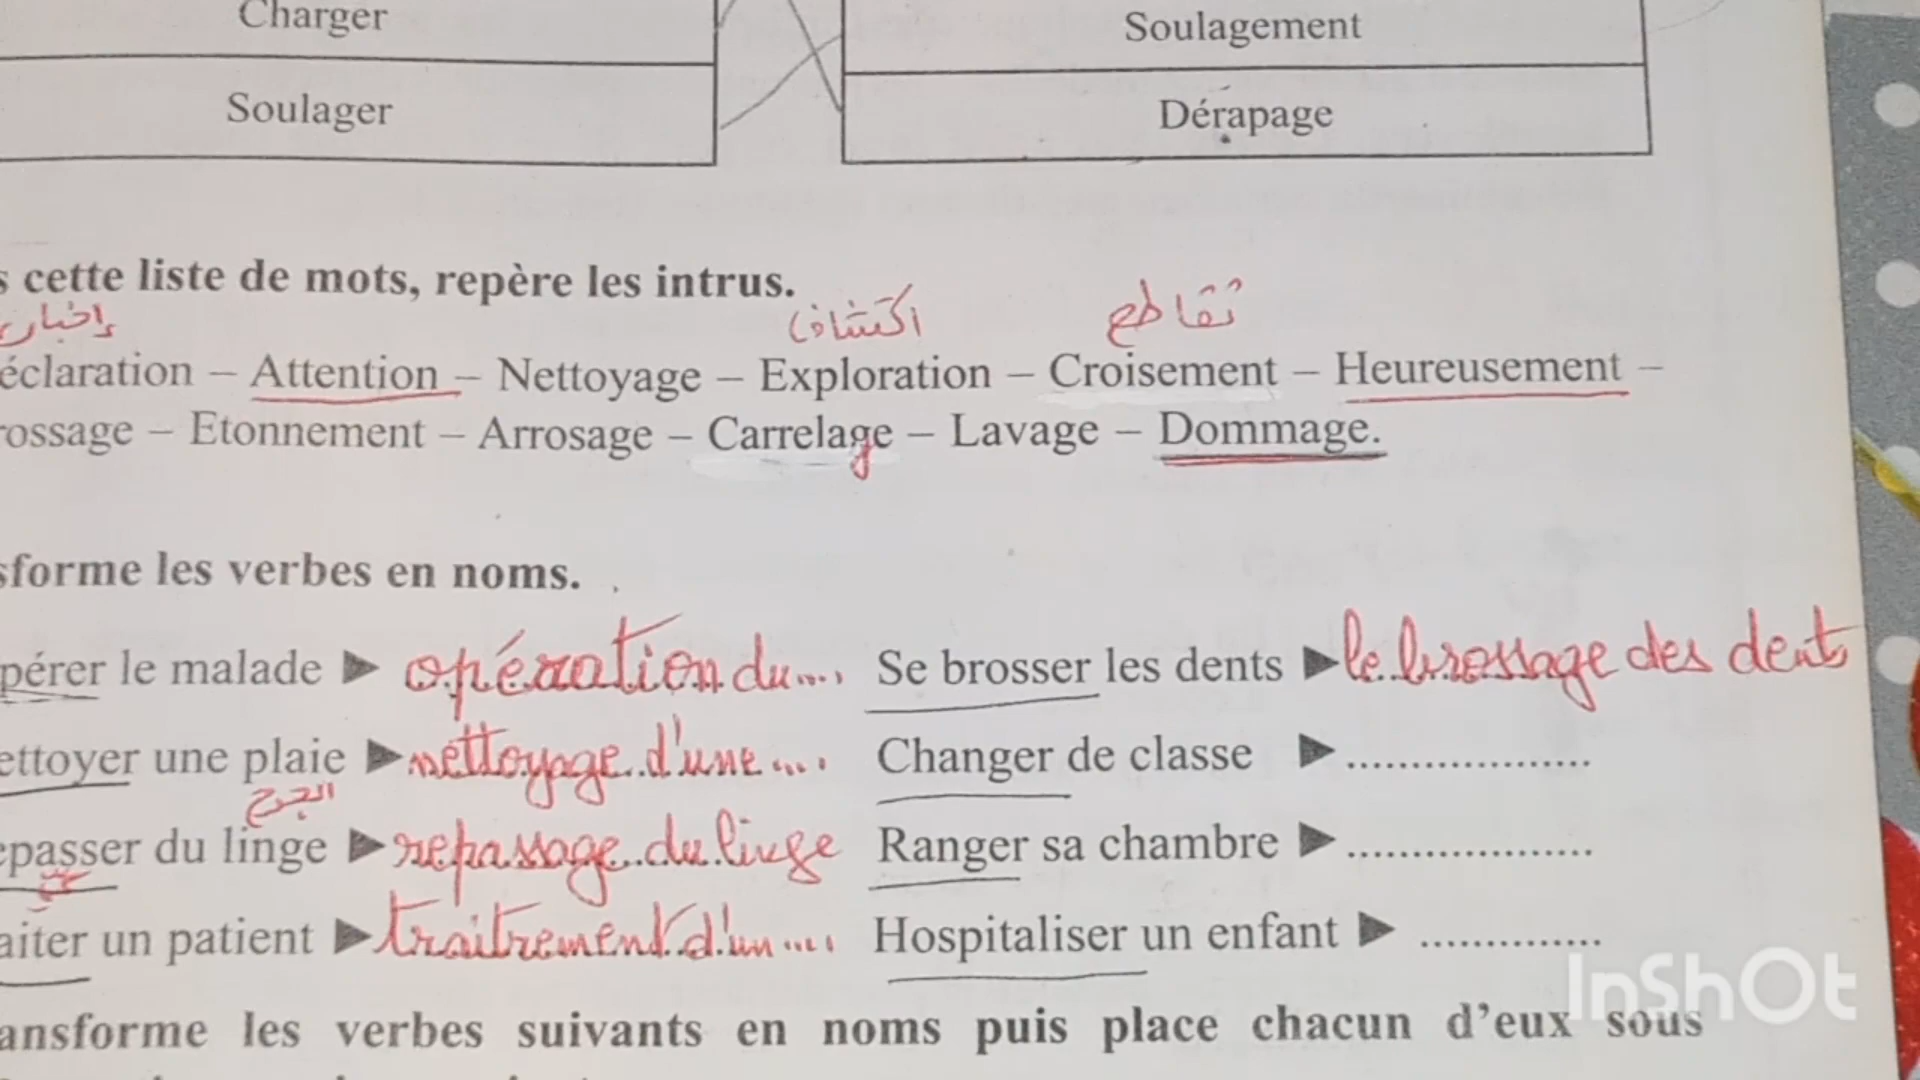 Charger Soulagement
Soulager Dérapage
s cette liste de mots, repère les intrus.
إخبار اكتشاف تقاطع
éclaration – Attention – Nettoyage – Exploration – Croisement – Heureusement –
rossage – Etonnement – Arrosage – Carrelage – Lavage – Dommage.
sforme les verbes en noms.
pérer le malade ► opération du.... Se brosser les dents ► le brossage des dents
ettoyer une plaie ► nettoyage d'une .... Changer de classe ► ...................
الجرح
epasser du linge ► repassage du linge Ranger sa chambre ► ...................
aiter un patient ► traitrement d'un .... Hospitaliser un enfant ► ..............
ansforme les verbes suivants en noms puis place chacun d'eux sous
InShOt